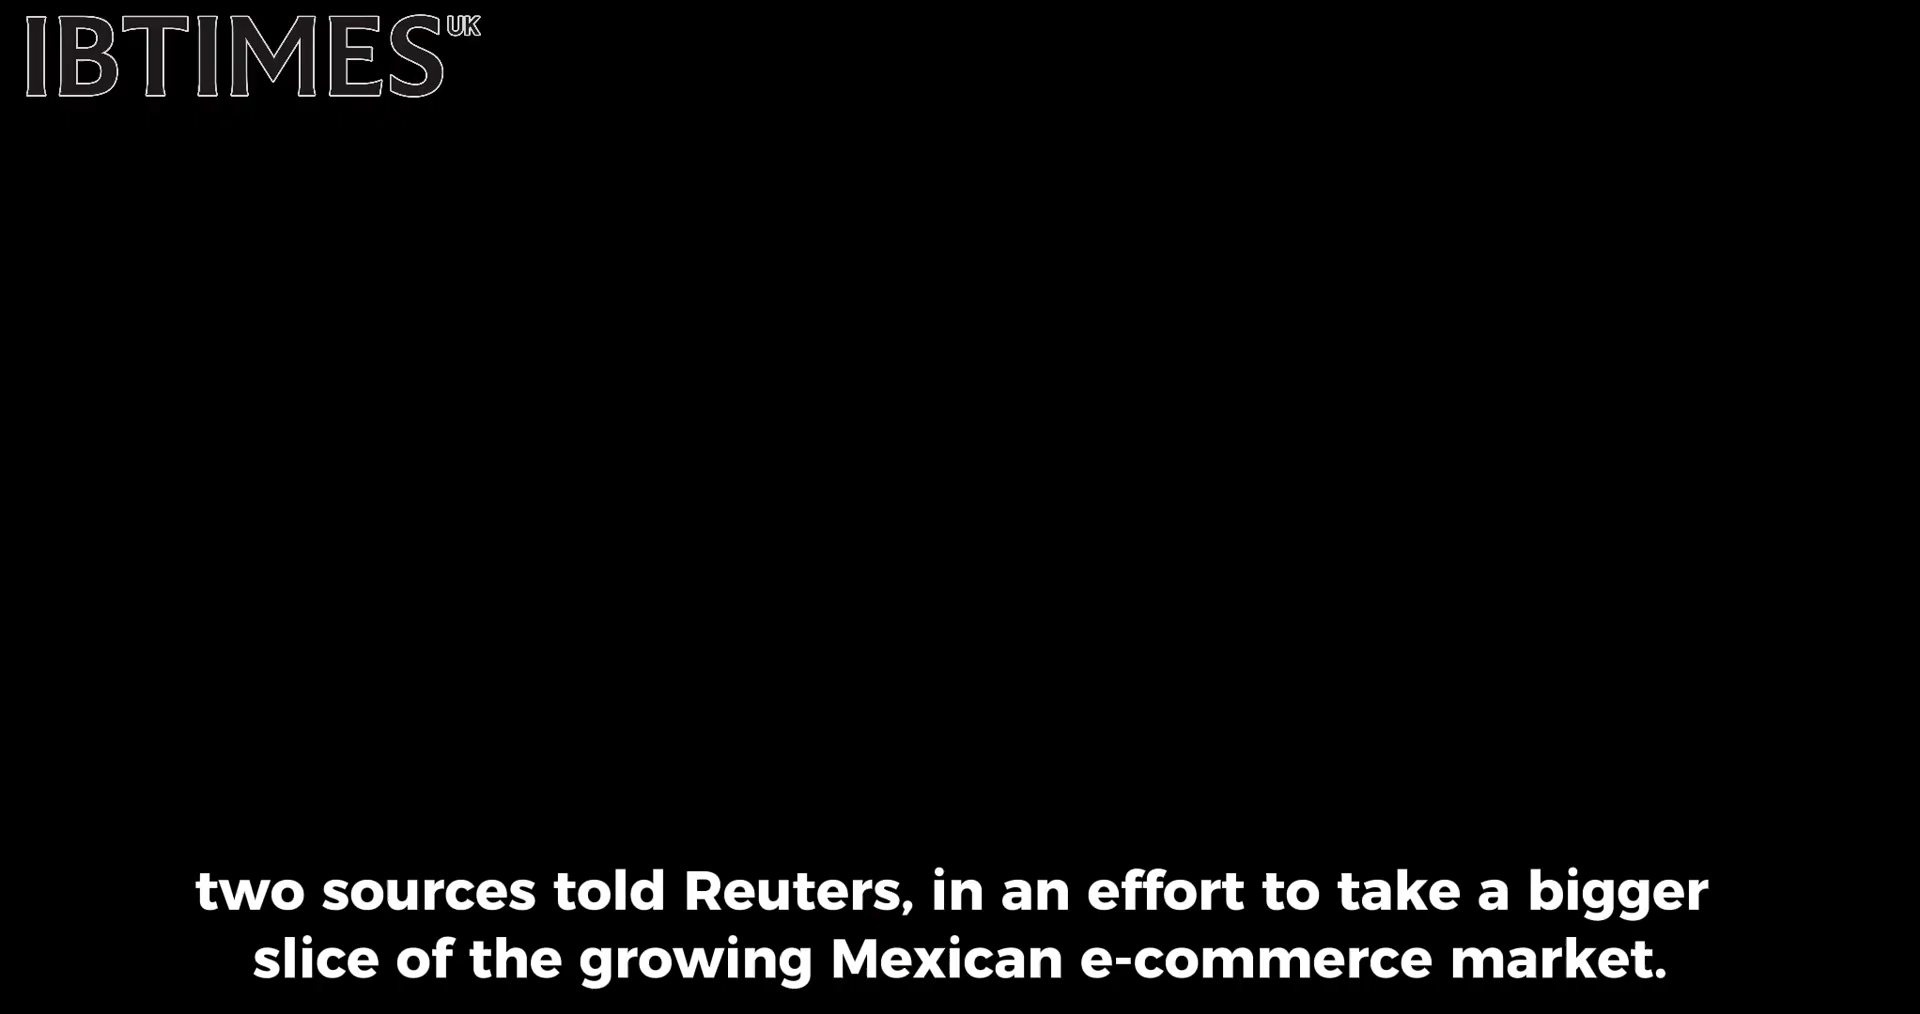 IBTIMES UK
two sources told Reuters, in an effort to take a bigger
slice of the growing Mexican e-commerce market.